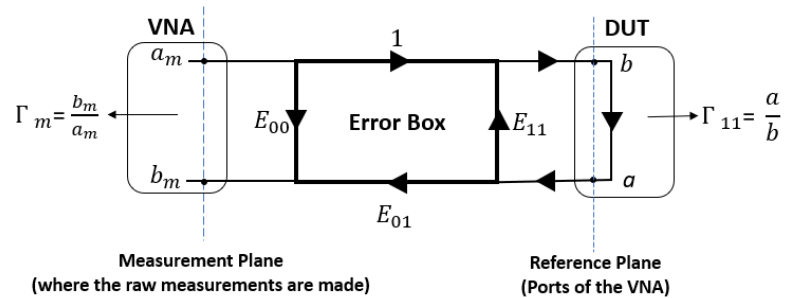 VNA
DUT
1
a_m
b
Γ_m = b_m / a_m
E_00
Error Box
E_11
Γ_11 = a / b
b_m
a
E_01
Measurement Plane
(where the raw measurements are made)
Reference Plane
(Ports of the VNA)